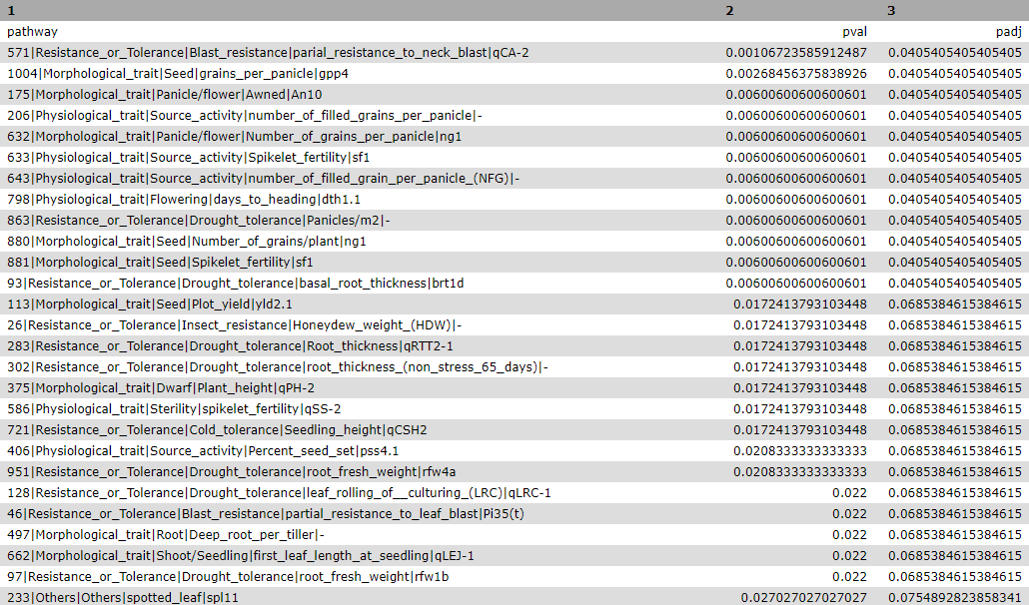 1 2 3
pathway pval padj
571|Resistance_or_Tolerance|Blast_resistance|parial_resistance_to_neck_blast|qCA-2 0.00106723585912487 0.0405405405405405
1004|Morphological_trait|Seed|grains_per_panicle|gpp4 0.00268456375838926 0.0405405405405405
175|Morphological_trait|Panicle/flower|Awned|An10 0.00600600600600601 0.0405405405405405
206|Physiological_trait|Source_activity|number_of_filled_grains_per_panicle|- 0.00600600600600601 0.0405405405405405
632|Morphological_trait|Panicle/flower|Number_of_grains_per_panicle|ng1 0.00600600600600601 0.0405405405405405
633|Physiological_trait|Source_activity|Spikelet_fertility|sf1 0.00600600600600601 0.0405405405405405
643|Physiological_trait|Source_activity|number_of_filled_grain_per_panicle_(NFG)|- 0.00600600600600601 0.0405405405405405
798|Physiological_trait|Flowering|days_to_heading|dth1.1 0.00600600600600601 0.0405405405405405
863|Resistance_or_Tolerance|Drought_tolerance|Panicles/m2|- 0.00600600600600601 0.0405405405405405
880|Morphological_trait|Seed|Number_of_grains/plant|ng1 0.00600600600600601 0.0405405405405405
881|Morphological_trait|Seed|Spikelet_fertility|sf1 0.00600600600600601 0.0405405405405405
93|Resistance_or_Tolerance|Drought_tolerance|basal_root_thickness|brt1d 0.00600600600600601 0.0405405405405405
113|Morphological_trait|Seed|Plot_yield|yld2.1 0.0172413793103448 0.0685384615384615
26|Resistance_or_Tolerance|Insect_resistance|Honeydew_weight_(HDW)|- 0.0172413793103448 0.0685384615384615
283|Resistance_or_Tolerance|Drought_tolerance|Root_thickness|qRTT2-1 0.0172413793103448 0.0685384615384615
302|Resistance_or_Tolerance|Drought_tolerance|root_thickness_(non_stress_65_days)|- 0.0172413793103448 0.0685384615384615
375|Morphological_trait|Dwarf|Plant_height|qPH-2 0.0172413793103448 0.0685384615384615
586|Physiological_trait|Sterility|spikelet_fertility|qSS-2 0.0172413793103448 0.0685384615384615
721|Resistance_or_Tolerance|Cold_tolerance|Seedling_height|qCSH2 0.0172413793103448 0.0685384615384615
406|Physiological_trait|Source_activity|Percent_seed_set|pss4.1 0.0208333333333333 0.0685384615384615
951|Resistance_or_Tolerance|Drought_tolerance|root_fresh_weight|rfw4a 0.0208333333333333 0.0685384615384615
128|Resistance_or_Tolerance|Drought_tolerance|leaf_rolling_of__culturing_(LRC)|qLRC-1 0.022 0.0685384615384615
46|Resistance_or_Tolerance|Blast_resistance|partial_resistance_to_leaf_blast|Pi35(t) 0.022 0.0685384615384615
497|Morphological_trait|Root|Deep_root_per_tiller|- 0.022 0.0685384615384615
662|Morphological_trait|Shoot/Seedling|first_leaf_length_at_seedling|qLEJ-1 0.022 0.0685384615384615
97|Resistance_or_Tolerance|Drought_tolerance|root_fresh_weight|rfw1b 0.022 0.0685384615384615
233|Others|Others|spotted_leaf|spl11 0.027027027027027 0.0754892823858341